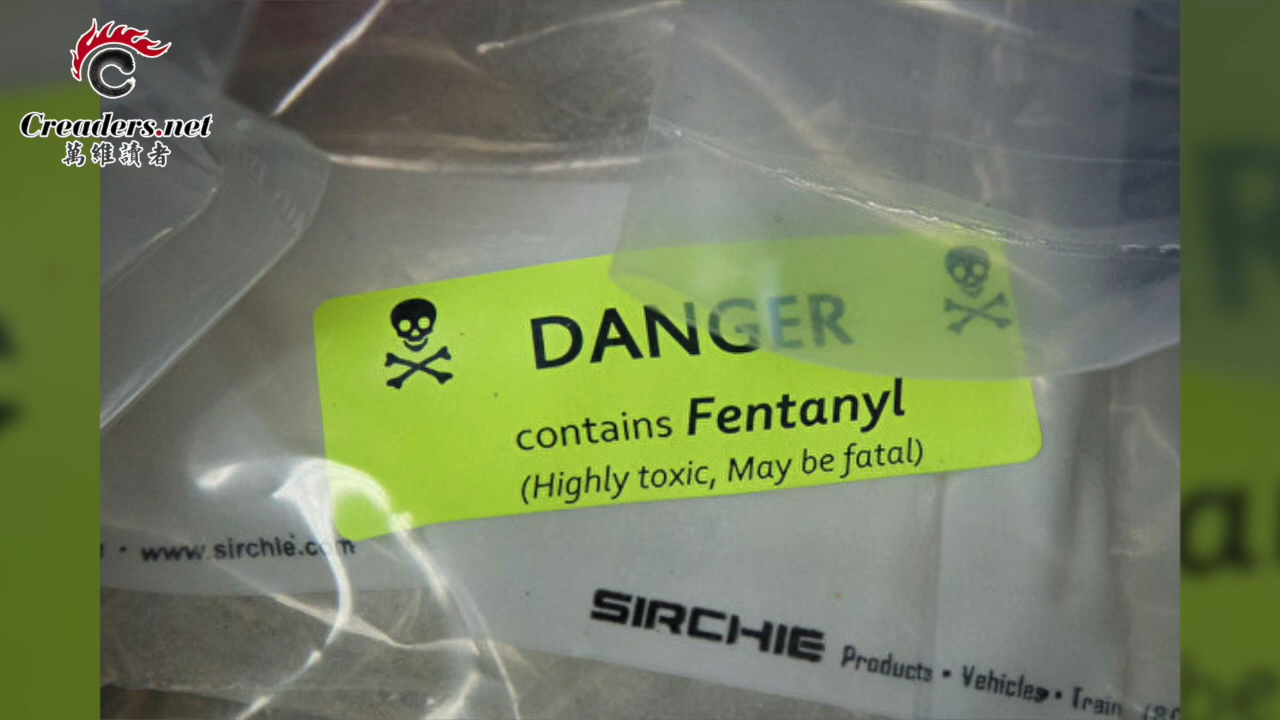 Creaders.net
萬維讀者
DANGER
contains Fentanyl
(Highly toxic, May be fatal)
www.sirchie.com
SIRCHIE Products • Vehicles • Train